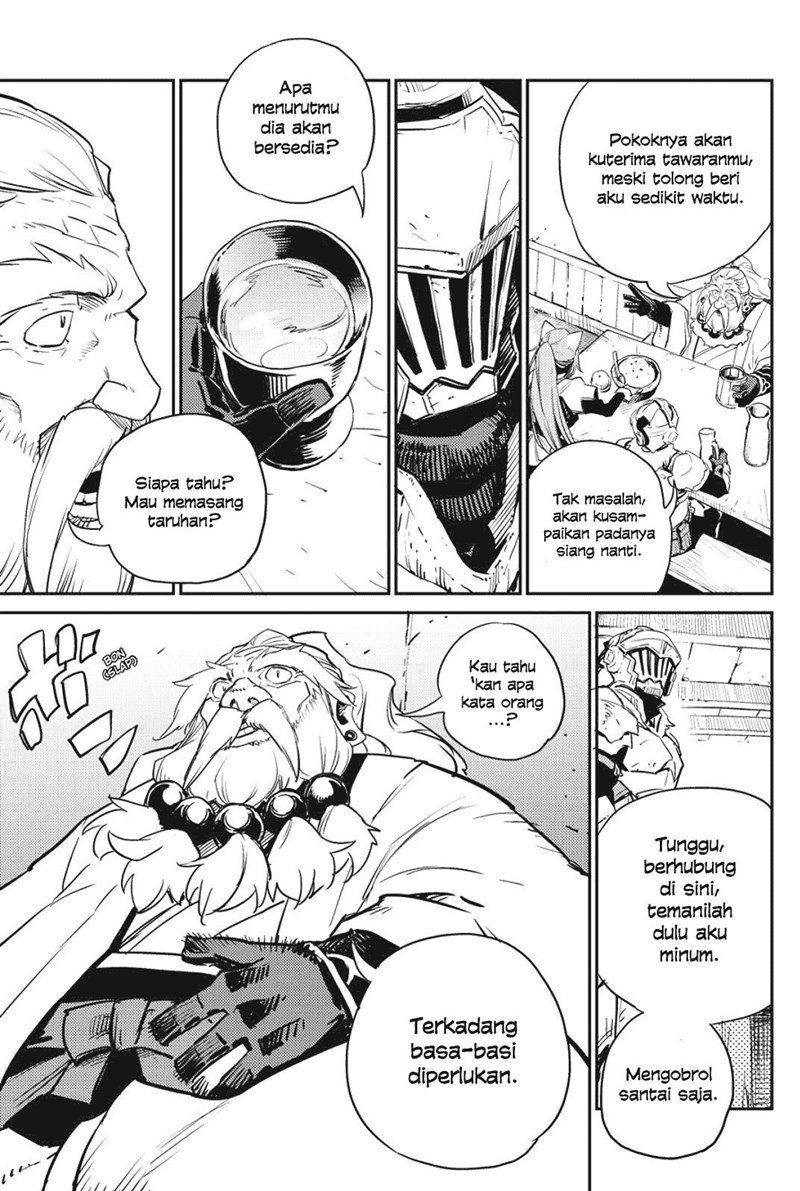 Pokoknya akan
kuterima tawaranmu,
meski tolong beri
aku sedikit waktu.
Tak masalah,
akan kusam-
paikan padanya
siang nanti.
Apa
menurutmu
dia akan
bersedia?
Siapa tahu?
Mau memasang
taruhan?
Tunggu,
berhubung
di sini,
temanilah
dulu aku
minum.
Mengobrol
santai saja.
Kau tahu
'kan apa
kata orang
...?
BON
(SLAP)
Terkadang
basa-basi
diperlukan.